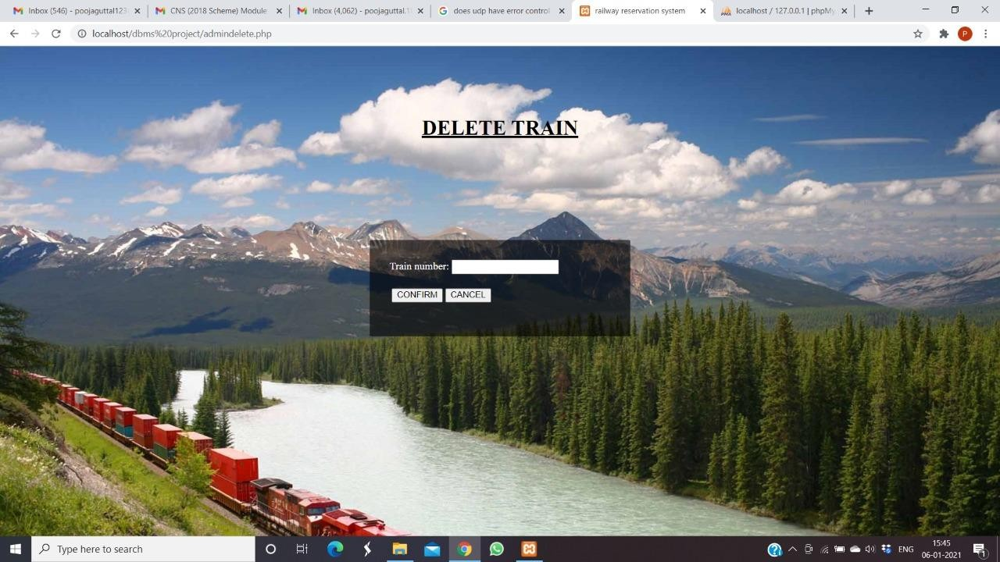 Inbox (546) - poojaguttal123
CNS (2018 Scheme) Module
Inbox (4,062) - poojaguttal.1
does udp have error control
railway reservation system
localhost / 127.0.0.1 | phpMy
localhost/dbms%20project/admindelete.php
P
DELETE TRAIN
Train number:
CONFIRM CANCEL
Type here to search
ENG
15:45
06-01-2021
1